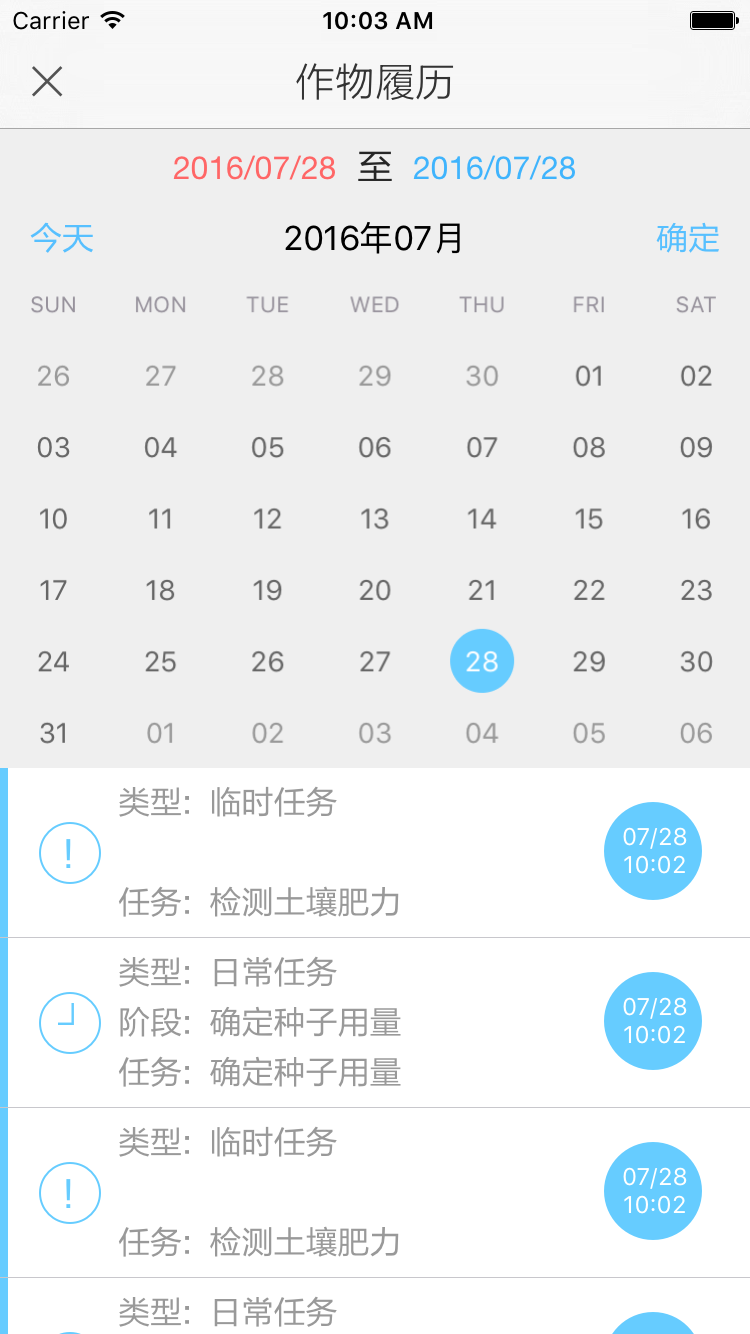 Carrier 10:03 AM
作物履历
2016/07/28 至 2016/07/28
今天 2016年07月 确定
SUN MON TUE WED THU FRI SAT
26 27 28 29 30 01 02
03 04 05 06 07 08 09
10 11 12 13 14 15 16
17 18 19 20 21 22 23
24 25 26 27 28 29 30
31 01 02 03 04 05 06
类型: 临时任务
07/28
10:02
任务: 检测土壤肥力
类型: 日常任务
阶段: 确定种子用量
任务: 确定种子用量
07/28
10:02
类型: 临时任务
07/28
10:02
任务: 检测土壤肥力
类型: 日常任务